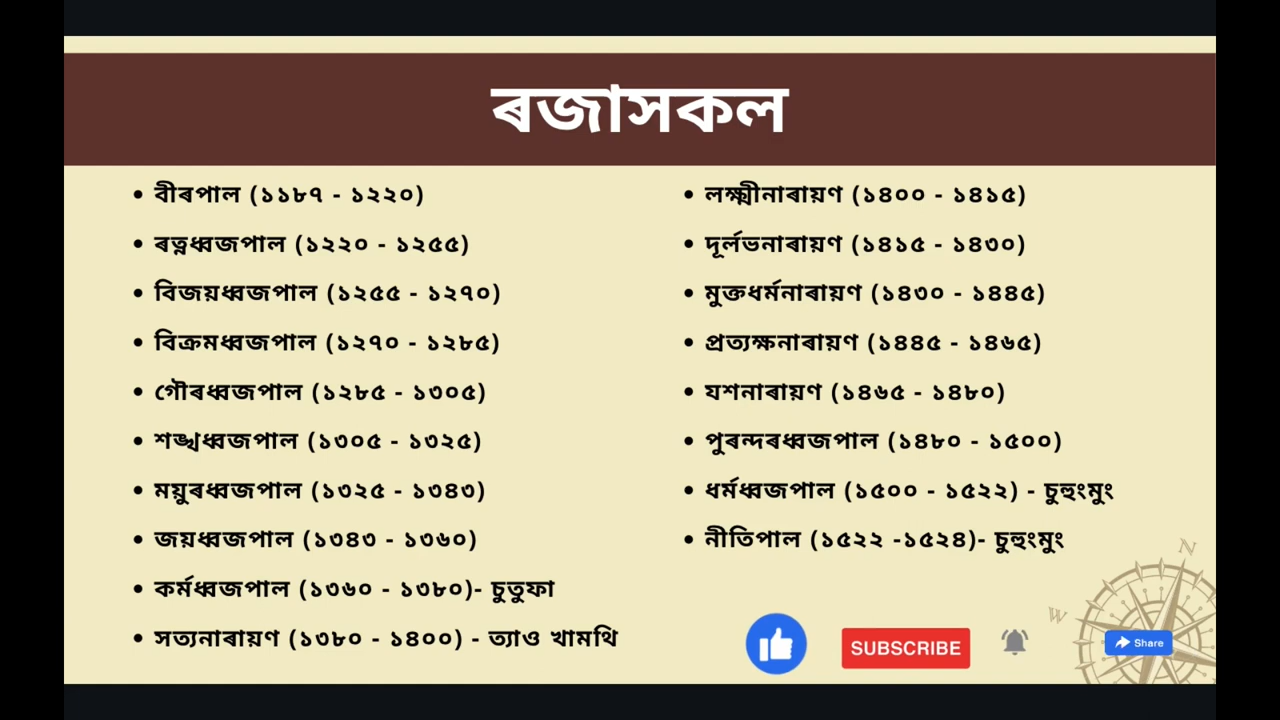 ৰজাসকল
• বীৰপাল (১১৮৭ - ১২২০)
• ৰত্নধ্বজপাল (১২২০ - ১২৫৫)
• বিজয়ধ্বজপাল (১২৫৫ - ১২৭০)
• বিক্ৰমধ্বজপাল (১২৭০ - ১২৮৫)
• গৌৰধ্বজপাল (১২৮৫ - ১৩০৫)
• শঙ্খধ্বজপাল (১৩০৫ - ১৩২৫)
• ময়ুৰধ্বজপাল (১৩২৫ - ১৩৪৩)
• জয়ধ্বজপাল (১৩৪৩ - ১৩৬০)
• কৰ্মধ্বজপাল (১৩৬০ - ১৩৮০)- চুতুফা
• সত্যনাৰায়ণ (১৩৮০ - ১৪০০) - ত্যাও খামথি
• লক্ষ্মীনাৰায়ণ (১৪০০ - ১৪১৫)
• দূৰ্লভনাৰায়ণ (১৪১৫ - ১৪৩০)
• মুক্তধৰ্মনাৰায়ণ (১৪৩০ - ১৪৪৫)
• প্ৰত্যক্ষনাৰায়ণ (১৪৪৫ - ১৪৬৫)
• যশনাৰায়ণ (১৪৬৫ - ১৪৮০)
• পুৰন্দৰধ্বজপাল (১৪৮০ - ১৫০০)
• ধৰ্মধ্বজপাল (১৫০০ - ১৫২২) - চুহুংমুং
• নীতিপাল (১৫২২ -১৫২৪)- চুহুংমুং
N
W
SUBSCRIBE
Share